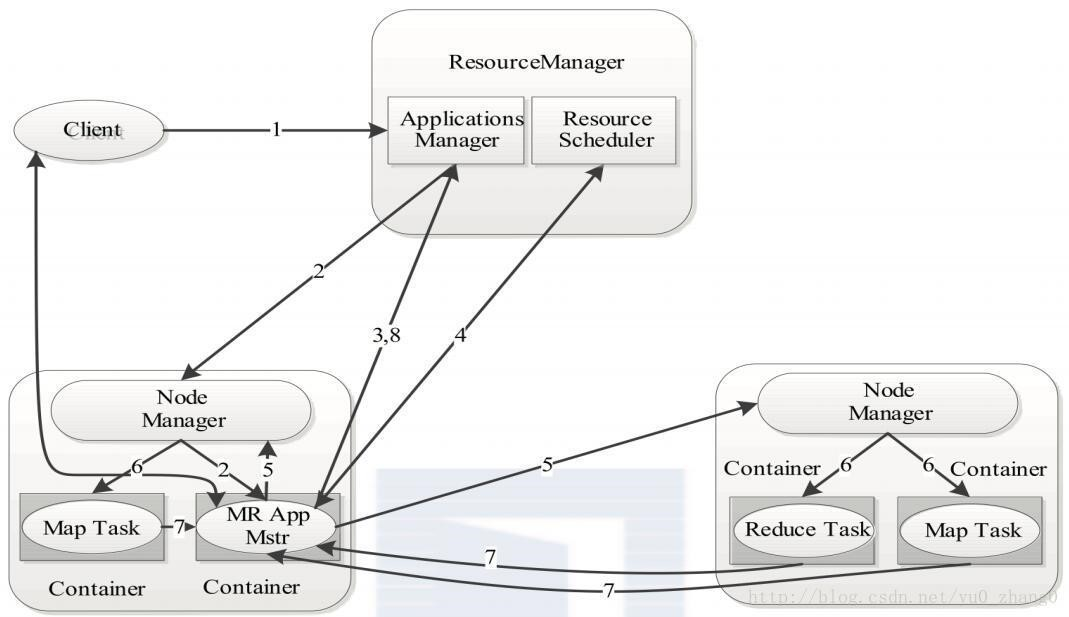 ResourceManager
Client
1
Applications
Manager
Resource
Scheduler
2
3,8
4
Node
Manager
6
2
5
Map Task
7
MR App
Mstr
Container
Container
5
7
7
Node
Manager
Container
6
6
Container
Reduce Task
Map Task
http://blog.csdn.net/yu0_zhang0